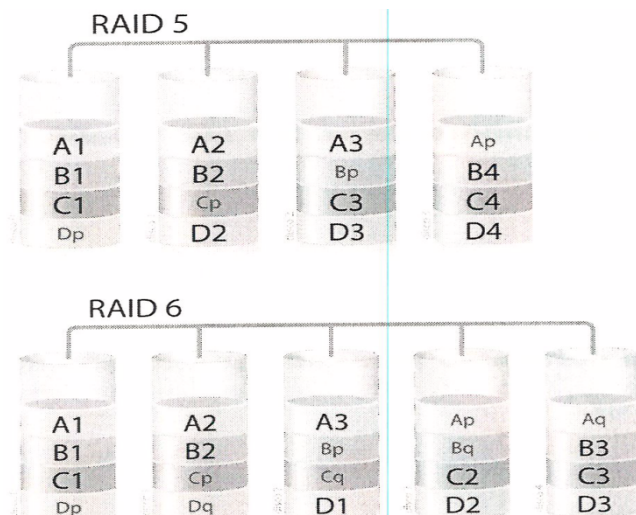 RAID 5
A1 A2 A3 Ap
B1 B2 Bp B4
C1 Cp C3 C4
Dp D2 D3 D4
RAID 6
A1 A2 A3 Ap Aq
B1 B2 Bp Bq B3
C1 Cp Cq C2 C3
Dp Dq D1 D2 D3